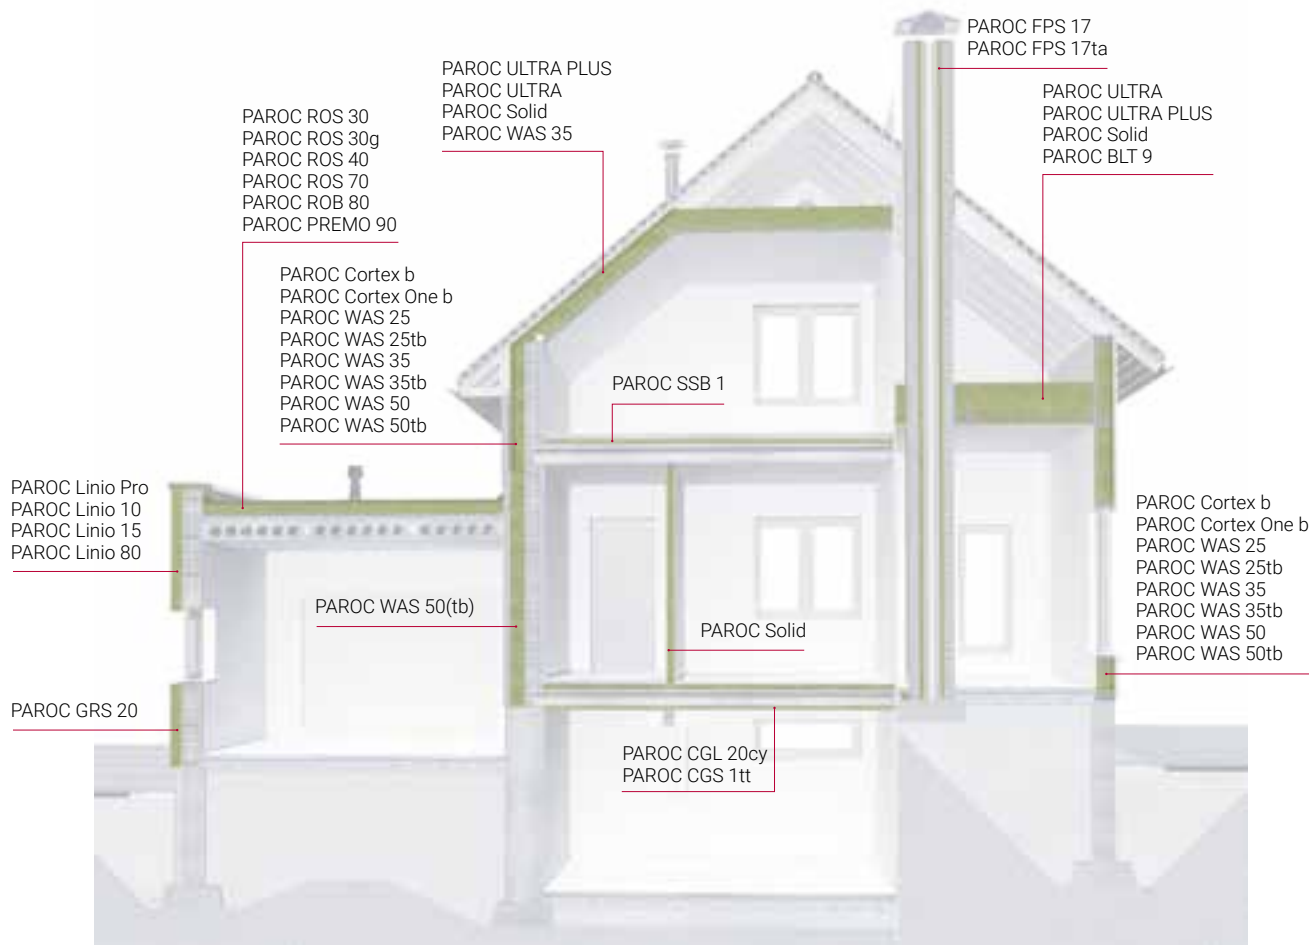 PAROC FPS 17
PAROC FPS 17ta
PAROC ULTRA PLUS
PAROC ULTRA
PAROC Solid
PAROC WAS 35
PAROC ULTRA
PAROC ULTRA PLUS
PAROC Solid
PAROC BLT 9
PAROC ROS 30
PAROC ROS 30g
PAROC ROS 40
PAROC ROS 70
PAROC ROB 80
PAROC PREMO 90
PAROC Cortex b
PAROC Cortex One b
PAROC WAS 25
PAROC WAS 25tb
PAROC WAS 35
PAROC WAS 35tb
PAROC WAS 50
PAROC WAS 50tb
PAROC SSB 1
PAROC Linio Pro
PAROC Linio 10
PAROC Linio 15
PAROC Linio 80
PAROC Cortex b
PAROC Cortex One b
PAROC WAS 25
PAROC WAS 25tb
PAROC WAS 35
PAROC WAS 35tb
PAROC WAS 50
PAROC WAS 50tb
PAROC WAS 50(tb)
PAROC Solid
PAROC GRS 20
PAROC CGL 20cy
PAROC CGS 1tt